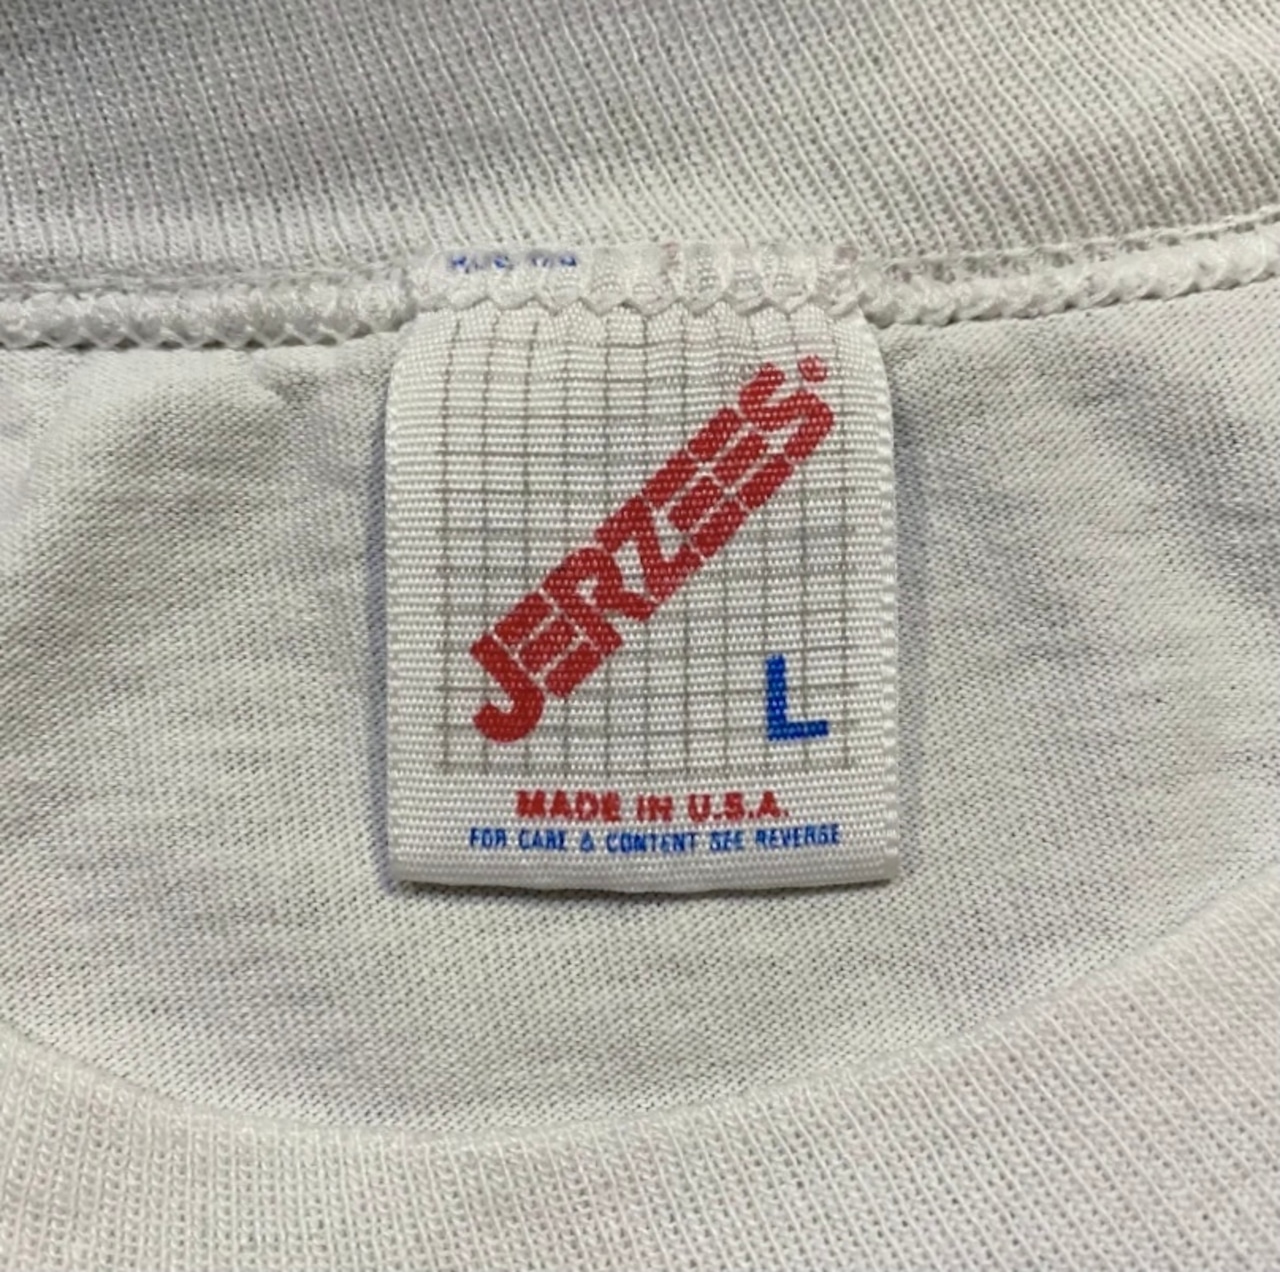 JERZEES®
L
MADE IN U.S.A.
FOR CARE & CONTENT SEE REVERSE